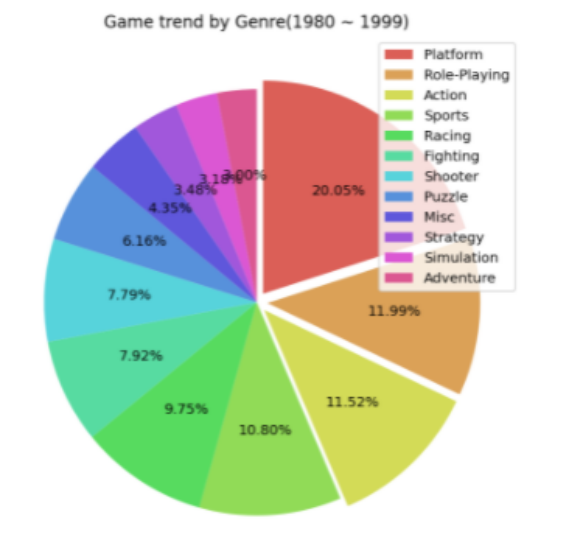 Game trend by Genre(1980 ~ 1999)
Platform
Role-Playing
Action
Sports
Racing
Fighting
Shooter
Puzzle
Misc
Strategy
Simulation
Adventure
20.05%
11.99%
11.52%
10.80%
9.75%
7.92%
7.79%
6.16%
4.35%
3.48%
3.18%
3.00%